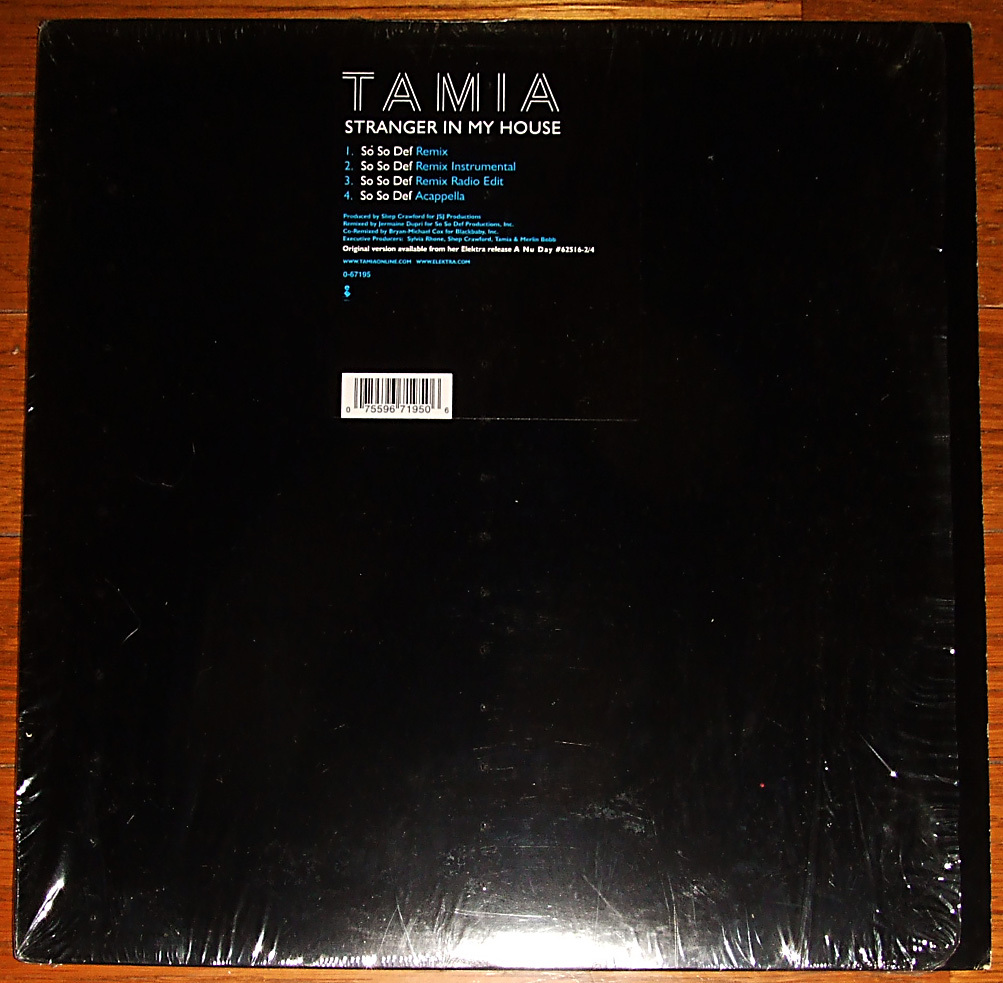 TAMIA
STRANGER IN MY HOUSE
1. So So Def Remix
2. So So Def Remix Instrumental
3. So So Def Remix Radio Edit
4. So So Def Acappella
Produced by Shep Crawford for JSJ Productions
Remixed by Jermaine Dupri for So So Def Productions, Inc.
Co-Remixed by Bryan-Michael Cox for Blackbaby, Inc.
Executive Producers: Sylvia Rhone, Shep Crawford, Tamia & Merlin Bobb
Original version available from her Elektra release A Nu Day #62516-2/4
WWW.TAMIAONLINE.COM WWW.ELEKTRA.COM
0-67195
0 75596 71950 6